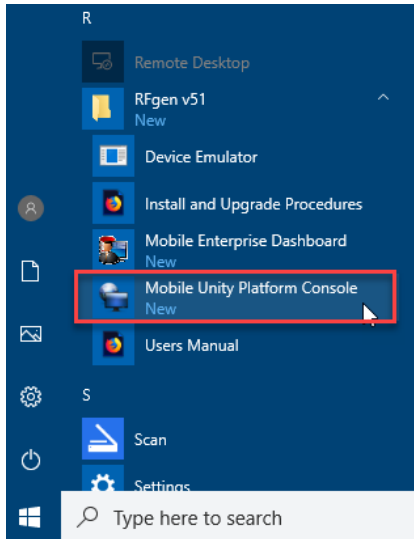 R
Remote Desktop
RFgen v51
New
Device Emulator
Install and Upgrade Procedures
Mobile Enterprise Dashboard
New
Mobile Unity Platform Console
New
Users Manual
S
Scan
Settings
Type here to search